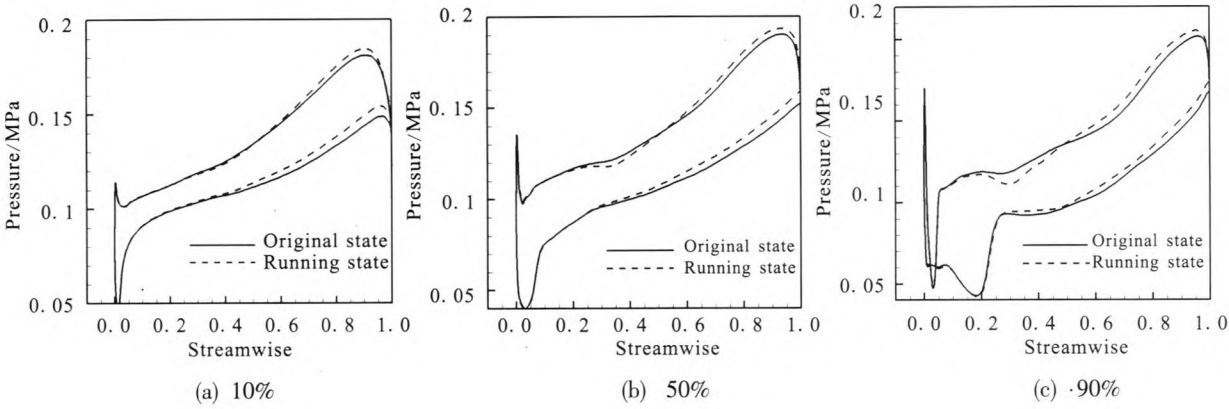 0. 2
0. 15
0. 1
0. 05
Pressure/MPa
Original state
Running state
0. 0 0. 2 0. 4 0. 6 0. 8 1. 0
Streamwise
(a) 10%
0. 2
0. 15
0. 1
0. 05
Pressure/MPa
Original state
Running state
0. 0 0. 2 0. 4 0. 6 0. 8 1. 0
Streamwise
(b) 50%
0. 2
0. 15
0. 1
0. 05
Pressure/MPa
Original state
Running state
0. 0 0. 2 0. 4 0. 6 0. 8 1. 0
Streamwise
(c) ·90%